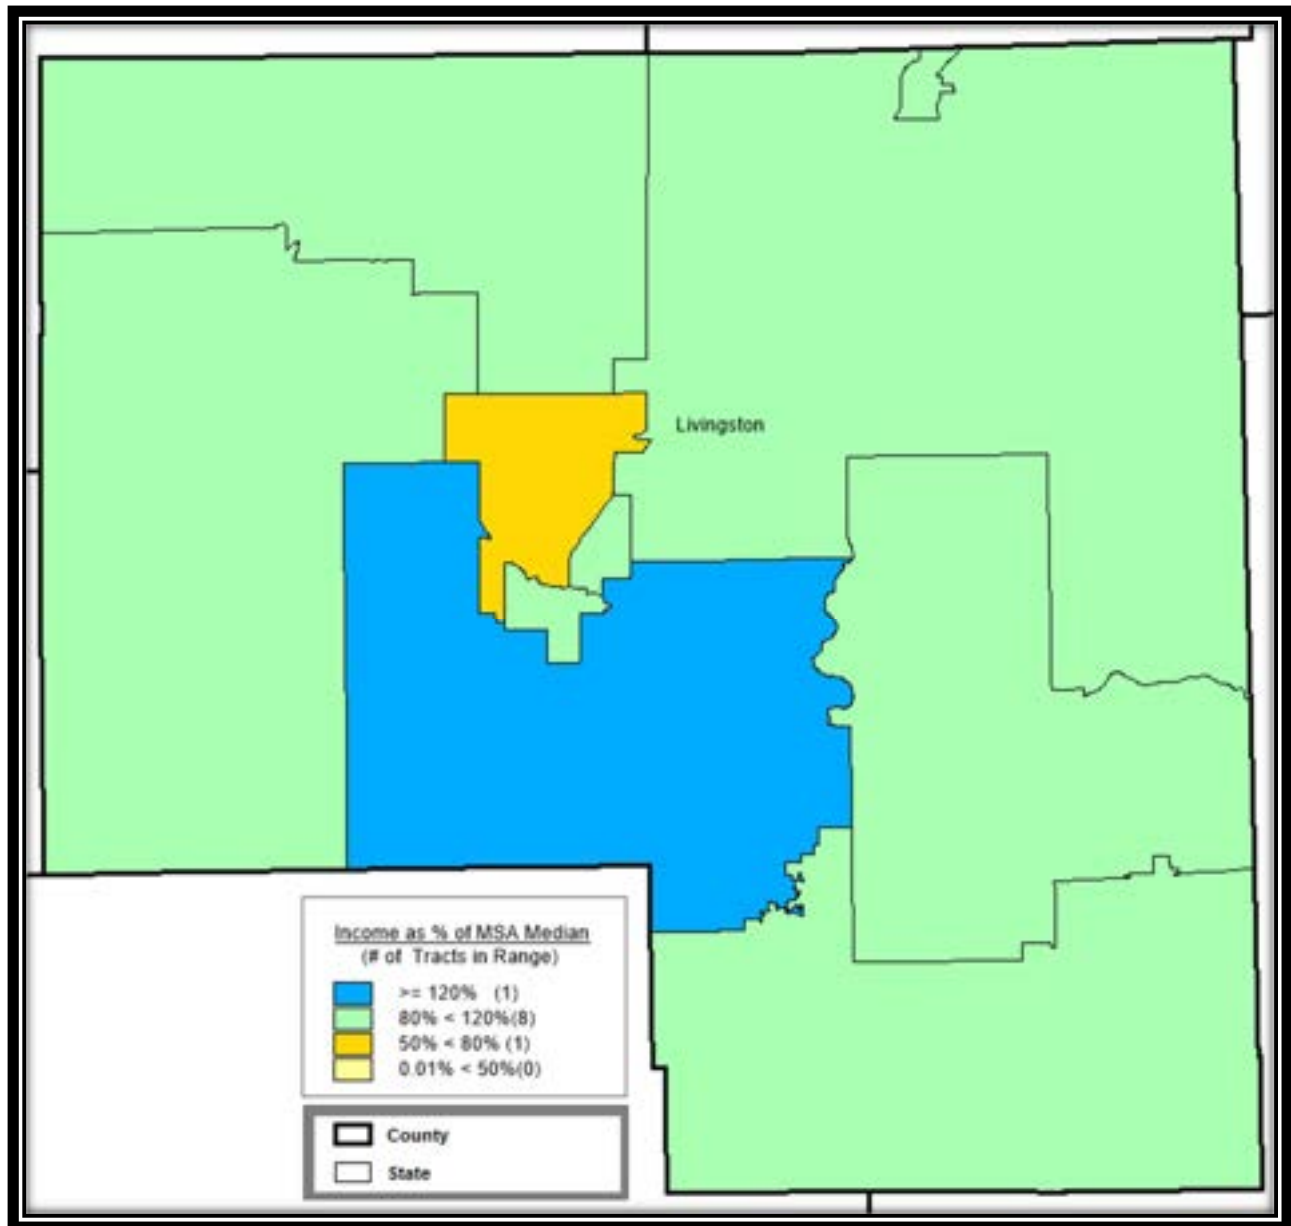 Livingston
Income as % of MSA Median
(# of Tracts in Range)
>= 120% (1)
80% < 120%(8)
50% < 80% (1)
0.01% < 50%(0)
County
State